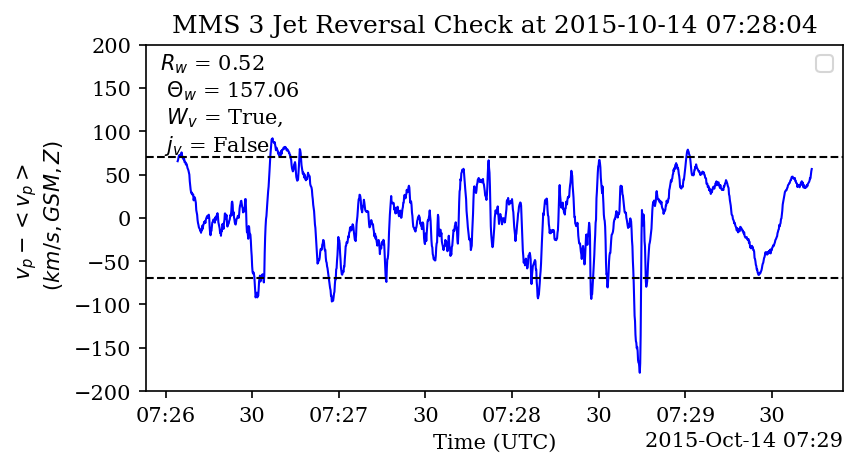 MMS 3 Jet Reversal Check at 2015-10-14 07:28:04
R_w = 0.52
Θ_w = 157.06
W_v = True,
j_v = False
200
150
100
50
0
−50
−100
−150
−200
v_p − <v_p>
(km/s, GSM, Z)
07:26 30 07:27 30 07:28 30 07:29 30
Time (UTC)
2015-Oct-14 07:29